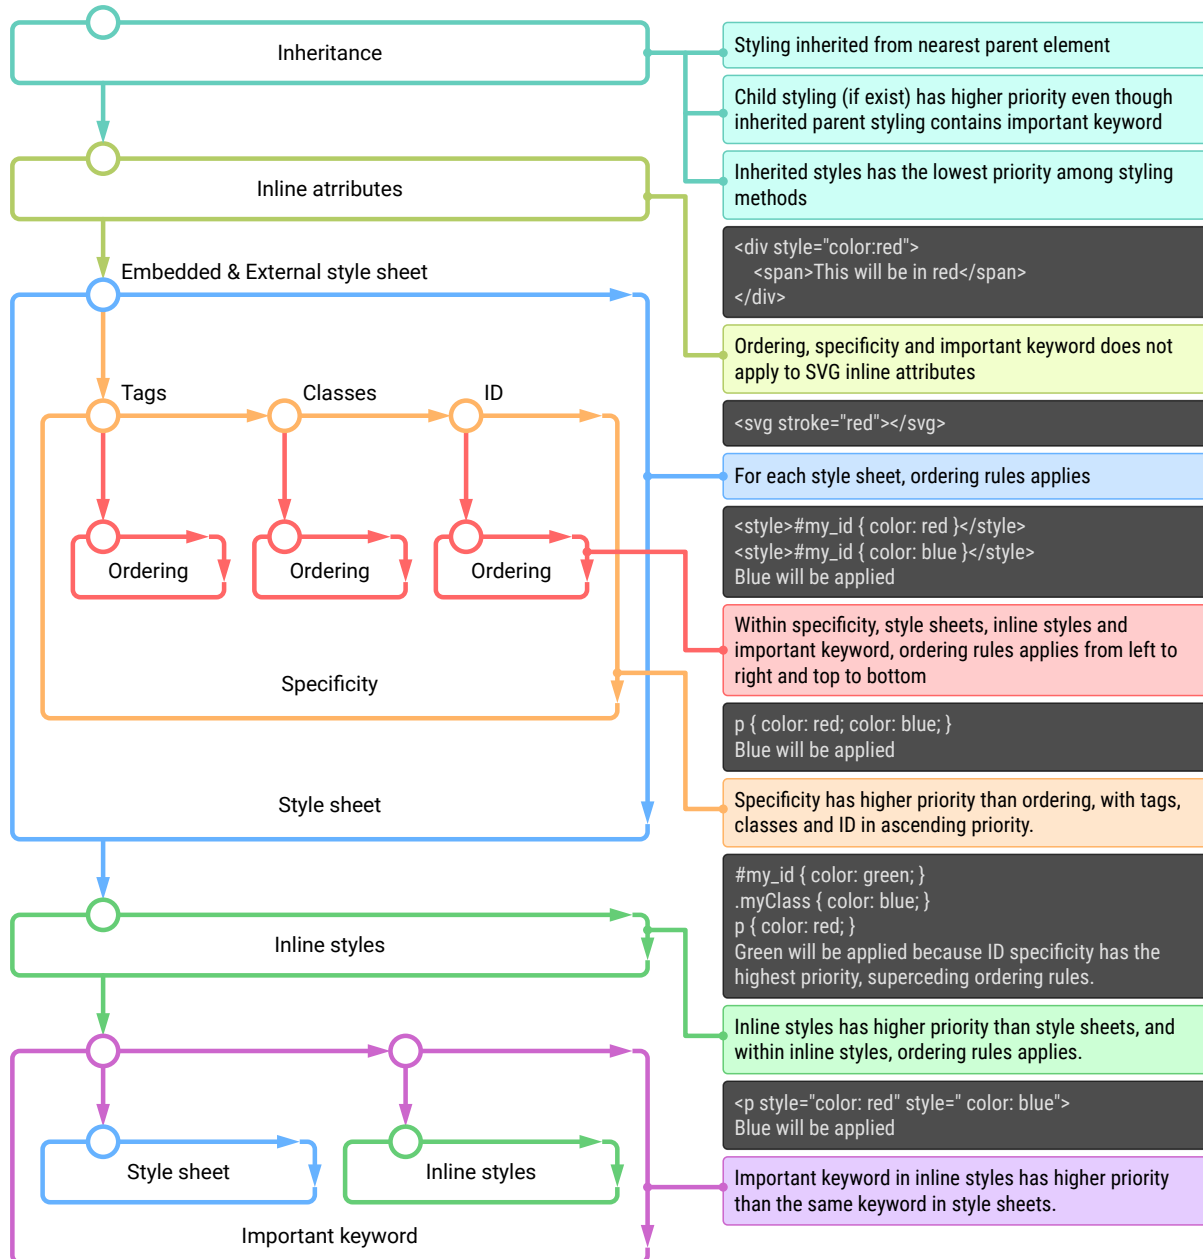 Inheritance
Styling inherited from nearest parent element
Child styling (if exist) has higher priority even though
inherited parent styling contains important keyword
Inherited styles has the lowest priority among styling
methods
Inline atrributes
<div style="color:red">
<span>This will be in red</span>
</div>
Embedded & External style sheet
Ordering, specificity and important keyword does not
apply to SVG inline attributes
Tags
Classes
ID
<svg stroke="red"></svg>
For each style sheet, ordering rules applies
<style>#my_id { color: red }</style>
<style>#my_id { color: blue }</style>
Blue will be applied
Ordering
Ordering
Ordering
Within specificity, style sheets, inline styles and
important keyword, ordering rules applies from left to
right and top to bottom
Specificity
p { color: red; color: blue; }
Blue will be applied
Style sheet
Specificity has higher priority than ordering, with tags,
classes and ID in ascending priority.
#my_id { color: green; }
.myClass { color: blue; }
p { color: red; }
Green will be applied because ID specificity has the
highest priority, superceding ordering rules.
Inline styles
Inline styles has higher priority than style sheets, and
within inline styles, ordering rules applies.
<p style="color: red" style=" color: blue">
Blue will be applied
Style sheet
Inline styles
Important keyword in inline styles has higher priority
than the same keyword in style sheets.
Important keyword